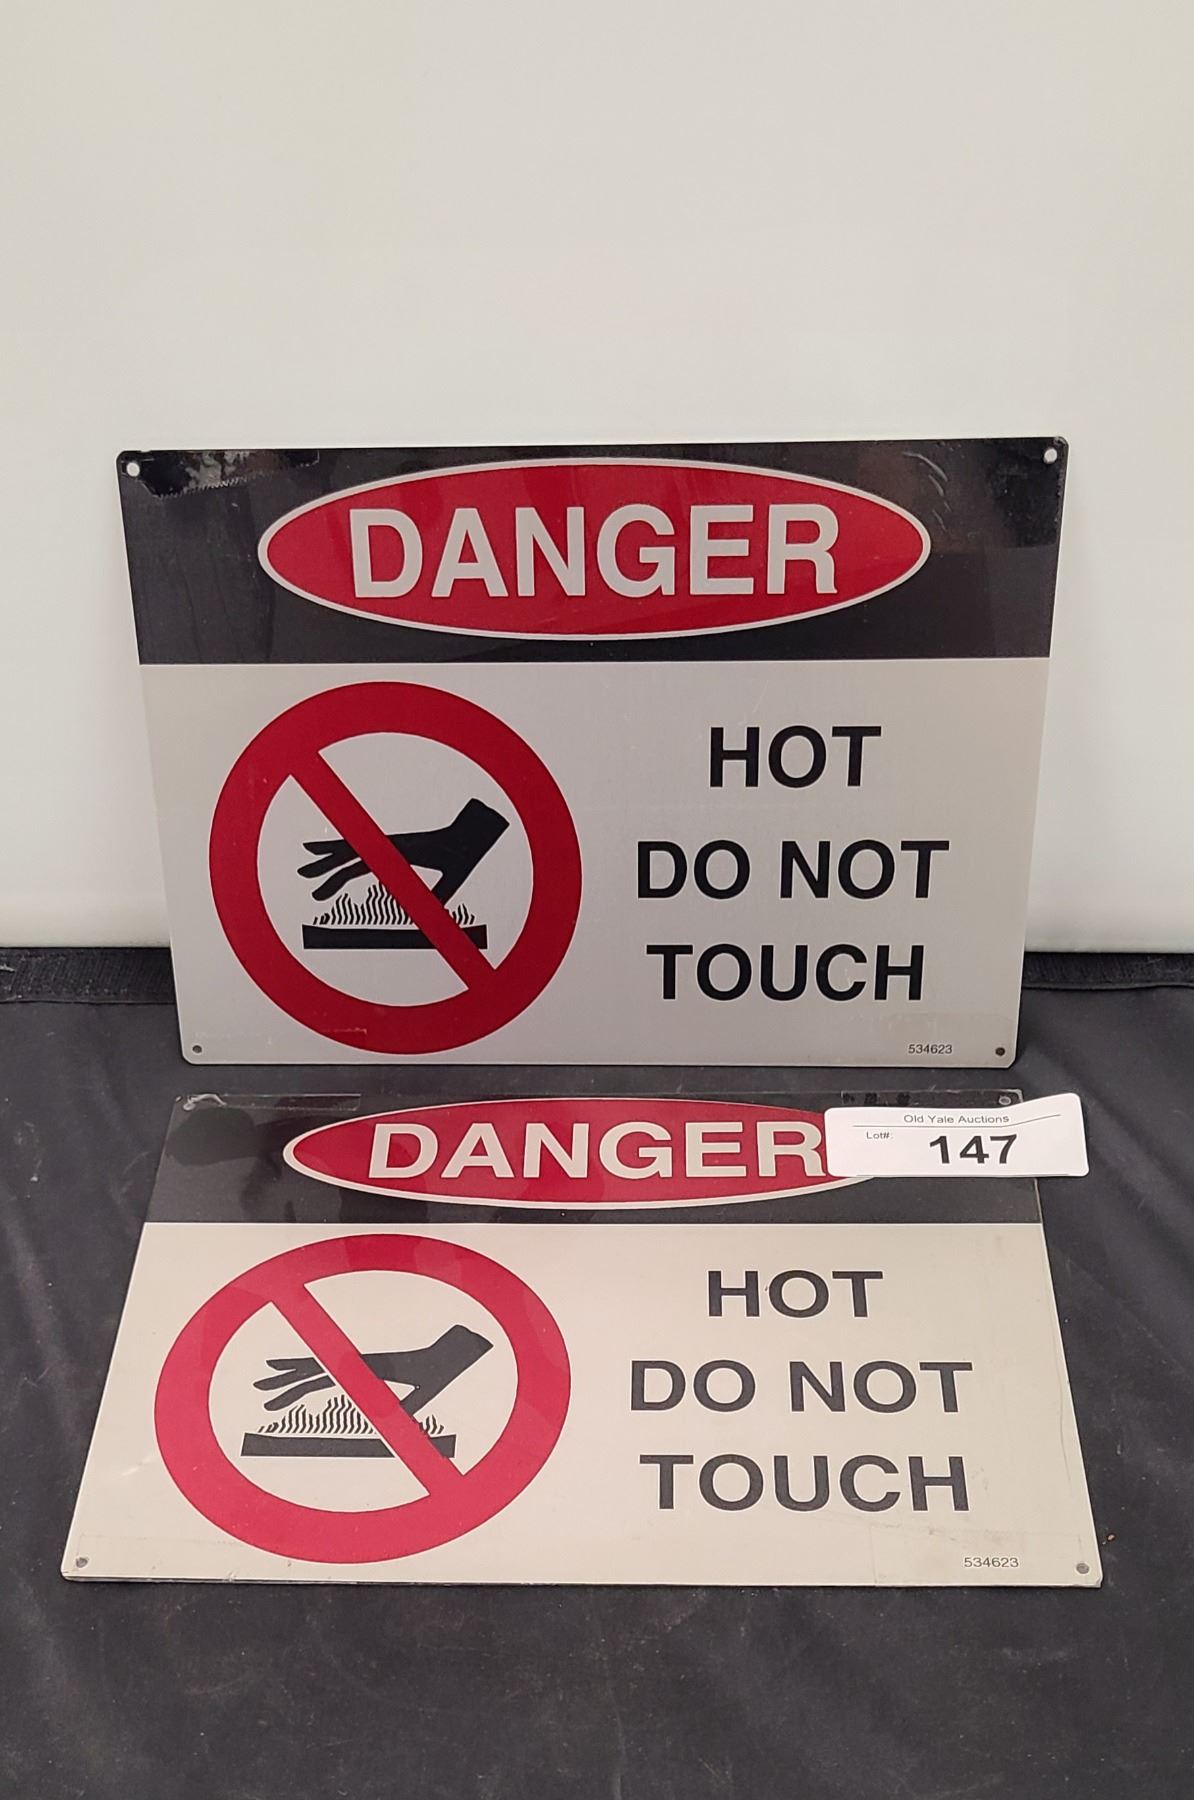 DANGER
HOT
DO NOT
TOUCH
534623
DANGER
Old Yale Auctions
Lot#:
147
HOT
DO NOT
TOUCH
534623